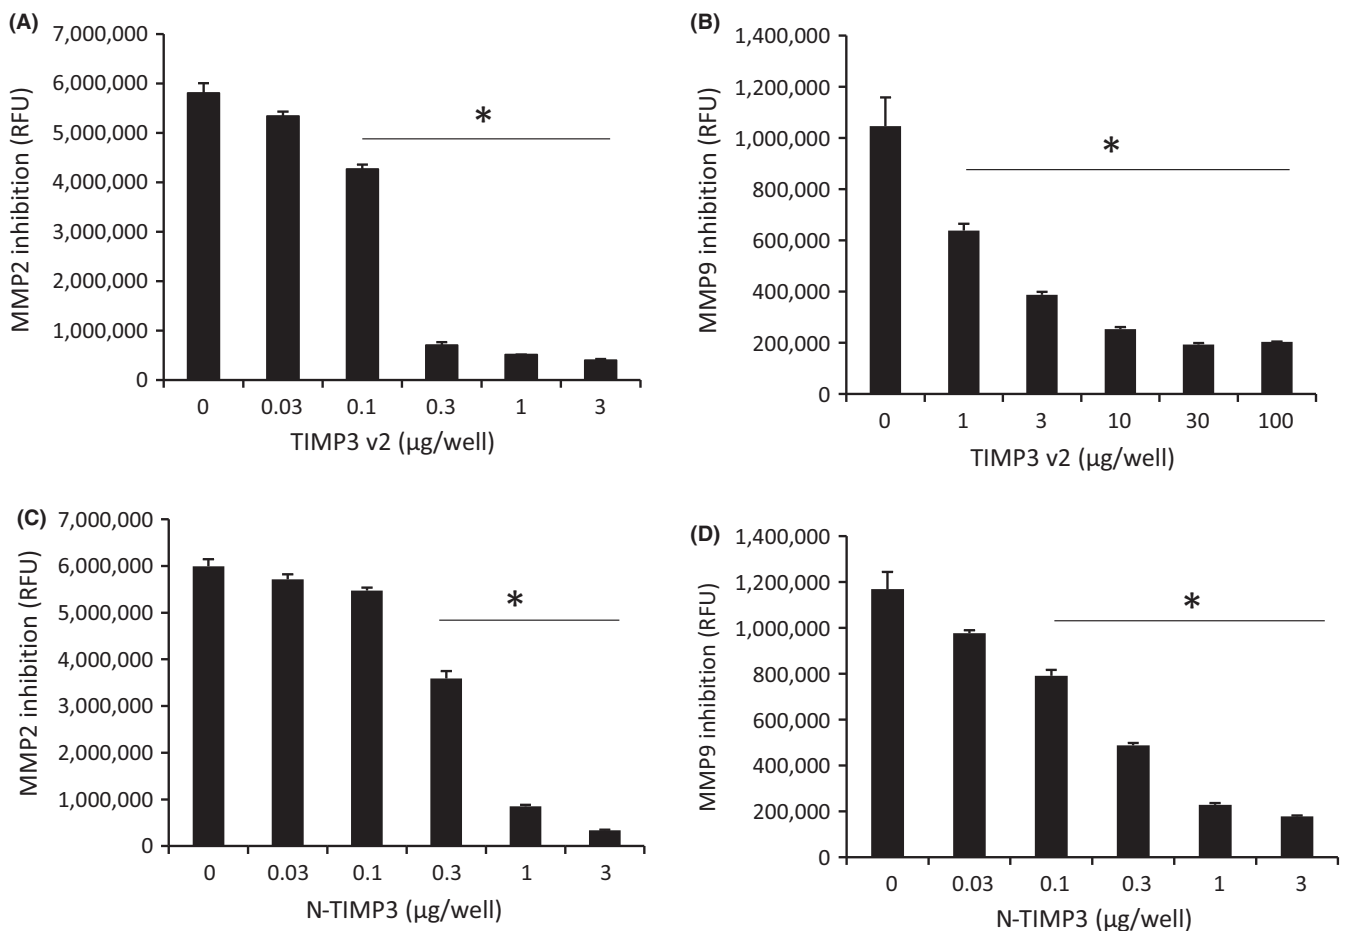 (A)
7,000,000
6,000,000
5,000,000
4,000,000
3,000,000
2,000,000
1,000,000
0
MMP2 inhibition (RFU)
*
0 0.03 0.1 0.3 1 3
TIMP3 v2 (µg/well)
(B)
1,400,000
1,200,000
1,000,000
800,000
600,000
400,000
200,000
0
MMP9 inhibition (RFU)
*
0 1 3 10 30 100
TIMP3 v2 (µg/well)
(C)
7,000,000
6,000,000
5,000,000
4,000,000
3,000,000
2,000,000
1,000,000
0
MMP2 inhibition (RFU)
*
0 0.03 0.1 0.3 1 3
N-TIMP3 (µg/well)
(D)
1,400,000
1,200,000
1,000,000
800,000
600,000
400,000
200,000
0
MMP9 inhibition (RFU)
*
0 0.03 0.1 0.3 1 3
N-TIMP3 (µg/well)